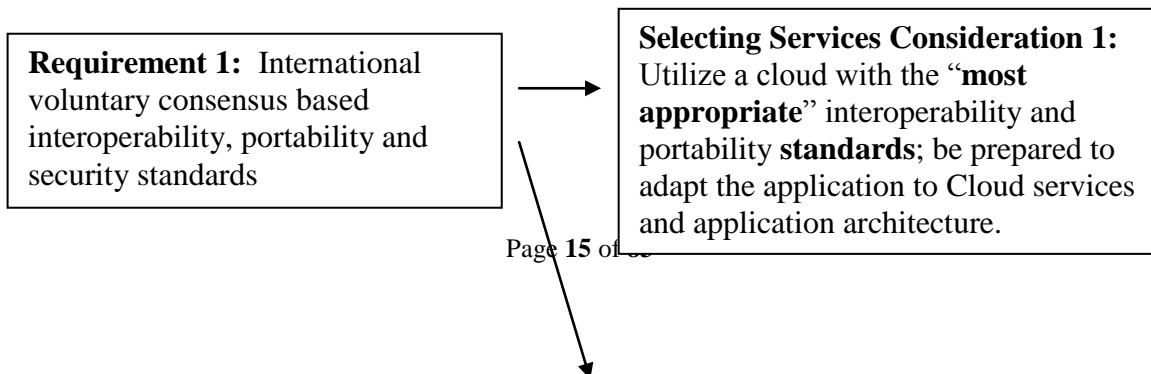 Requirement 1: International
voluntary consensus based
interoperability, portability and
security standards
Selecting Services Consideration 1:
Utilize a cloud with the “most
appropriate” interoperability and
portability standards; be prepared to
adapt the application to Cloud services
and application architecture.
Page 15 of